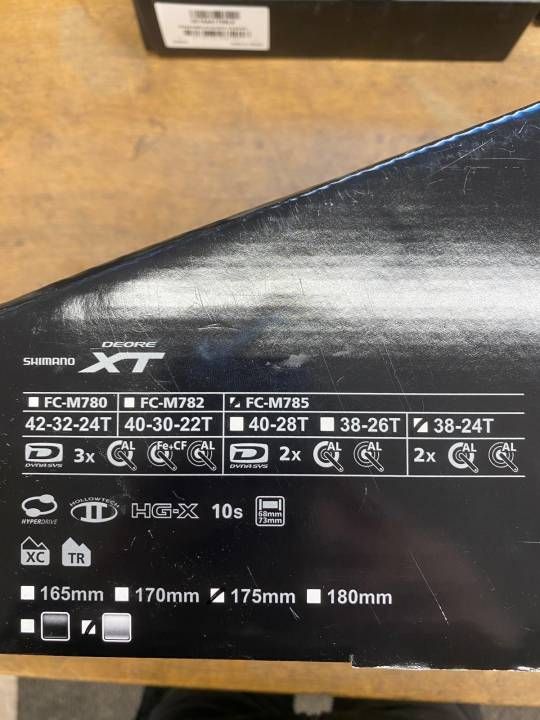 DEORE
SHIMANO XT
FC-M780 FC-M782 FC-M785
42-32-24T 40-30-22T 40-28T 38-26T 38-24T
D DYNA-SYS 3x AL Fe+CF AL D DYNA-SYS 2x AL AL 2x AL AL
HYPERDRIVE HOLLOWTECH II HG-X 10s 68mm 73mm
XC TR
165mm 170mm 175mm 180mm